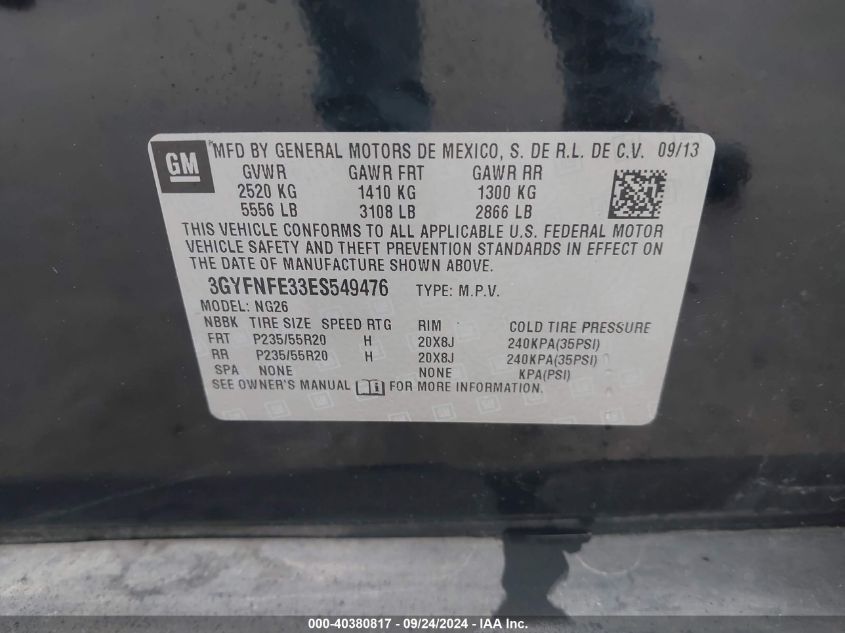 GM MFD BY GENERAL MOTORS DE MEXICO, S. DE R.L. DE C.V. 09/13
GVWR GAWR FRT GAWR RR
2520 KG 1410 KG 1300 KG
5556 LB 3108 LB 2866 LB
THIS VEHICLE CONFORMS TO ALL APPLICABLE U.S. FEDERAL MOTOR
VEHICLE SAFETY AND THEFT PREVENTION STANDARDS IN EFFECT ON
THE DATE OF MANUFACTURE SHOWN ABOVE.
3GYFNFE33ES549476 TYPE: M.P.V.
MODEL: NG26
NBBK TIRE SIZE SPEED RTG RIM COLD TIRE PRESSURE
FRT P235/55R20 H 20X8J 240KPA(35PSI)
RR P235/55R20 H 20X8J 240KPA(35PSI)
SPA NONE NONE KPA(PSI)
SEE OWNER'S MANUAL FOR MORE INFORMATION.
000-40380817 - 09/24/2024 - IAA Inc.